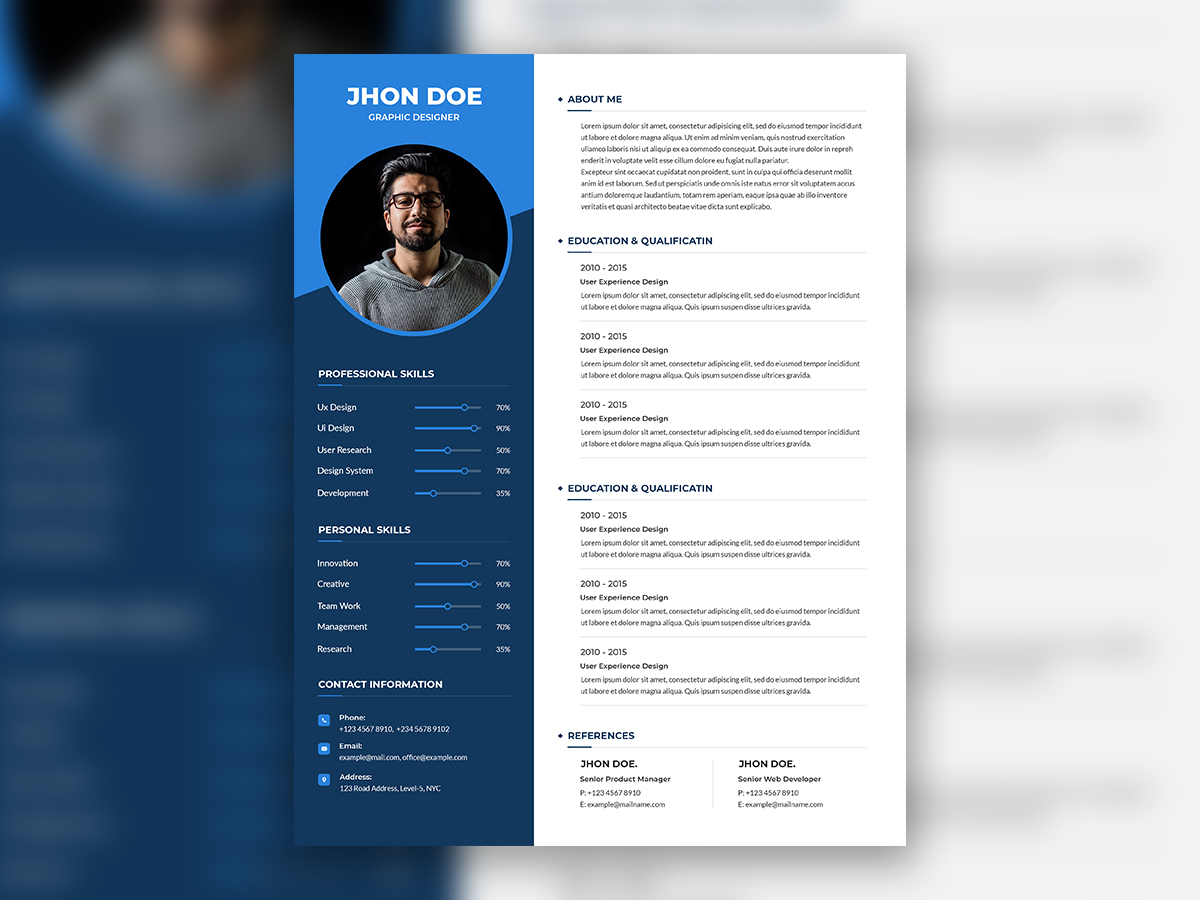 JHON DOE
GRAPHIC DESIGNER
PROFESSIONAL SKILLS
Ux Design 70%
Ui Design 90%
User Research 50%
Design System 70%
Development 35%
PERSONAL SKILLS
Innovation 70%
Creative 90%
Team Work 50%
Management 70%
Research 35%
CONTACT INFORMATION
Phone:
+123 4567 8910, +234 5678 9102
Email:
example@mail.com, office@example.com
Address:
123 Road Address, Level-5, NYC
ABOUT ME
Lorem ipsum dolor sit amet, consectetur adipisicing elit, sed do eiusmod tempor incididunt
ut labore et dolore magna aliqua. Ut enim ad minim veniam, quis nostrud exercitation
ullamco laboris nisi ut aliquip ex ea commodo consequat. Duis aute irure dolor in repreh
enderit in voluptate velit esse cillum dolore eu fugiat nulla pariatur.
Excepteur sint occaecat cupidatat non proident, sunt in culpa qui officia deserunt mollit
anim id est laborum. Sed ut perspiciatis unde omnis iste natus error sit voluptatem accus
antium doloremque laudantium, totam rem aperiam, eaque ipsa quae ab illo inventore
veritatis et quasi architecto beatae vitae dicta sunt explicabo.
EDUCATION & QUALIFICATIN
2010 - 2015
User Experience Design
Lorem ipsum dolor sit amet, consectetur adipisicing elit, sed do eiusmod tempor incididunt
ut labore et dolore magna aliqua. Quis ipsum suspen disse ultrices gravida.
2010 - 2015
User Experience Design
Lorem ipsum dolor sit amet, consectetur adipisicing elit, sed do eiusmod tempor incididunt
ut labore et dolore magna aliqua. Quis ipsum suspen disse ultrices gravida.
2010 - 2015
User Experience Design
Lorem ipsum dolor sit amet, consectetur adipisicing elit, sed do eiusmod tempor incididunt
ut labore et dolore magna aliqua. Quis ipsum suspen disse ultrices gravida.
EDUCATION & QUALIFICATIN
2010 - 2015
User Experience Design
Lorem ipsum dolor sit amet, consectetur adipisicing elit, sed do eiusmod tempor incididunt
ut labore et dolore magna aliqua. Quis ipsum suspen disse ultrices gravida.
2010 - 2015
User Experience Design
Lorem ipsum dolor sit amet, consectetur adipisicing elit, sed do eiusmod tempor incididunt
ut labore et dolore magna aliqua. Quis ipsum suspen disse ultrices gravida.
2010 - 2015
User Experience Design
Lorem ipsum dolor sit amet, consectetur adipisicing elit, sed do eiusmod tempor incididunt
ut labore et dolore magna aliqua. Quis ipsum suspen disse ultrices gravida.
REFERENCES
JHON DOE.
Senior Product Manager
P: +123 4567 8910
E: example@mailname.com
JHON DOE.
Senior Web Developer
P: +123 4567 8910
E: example@mailname.com